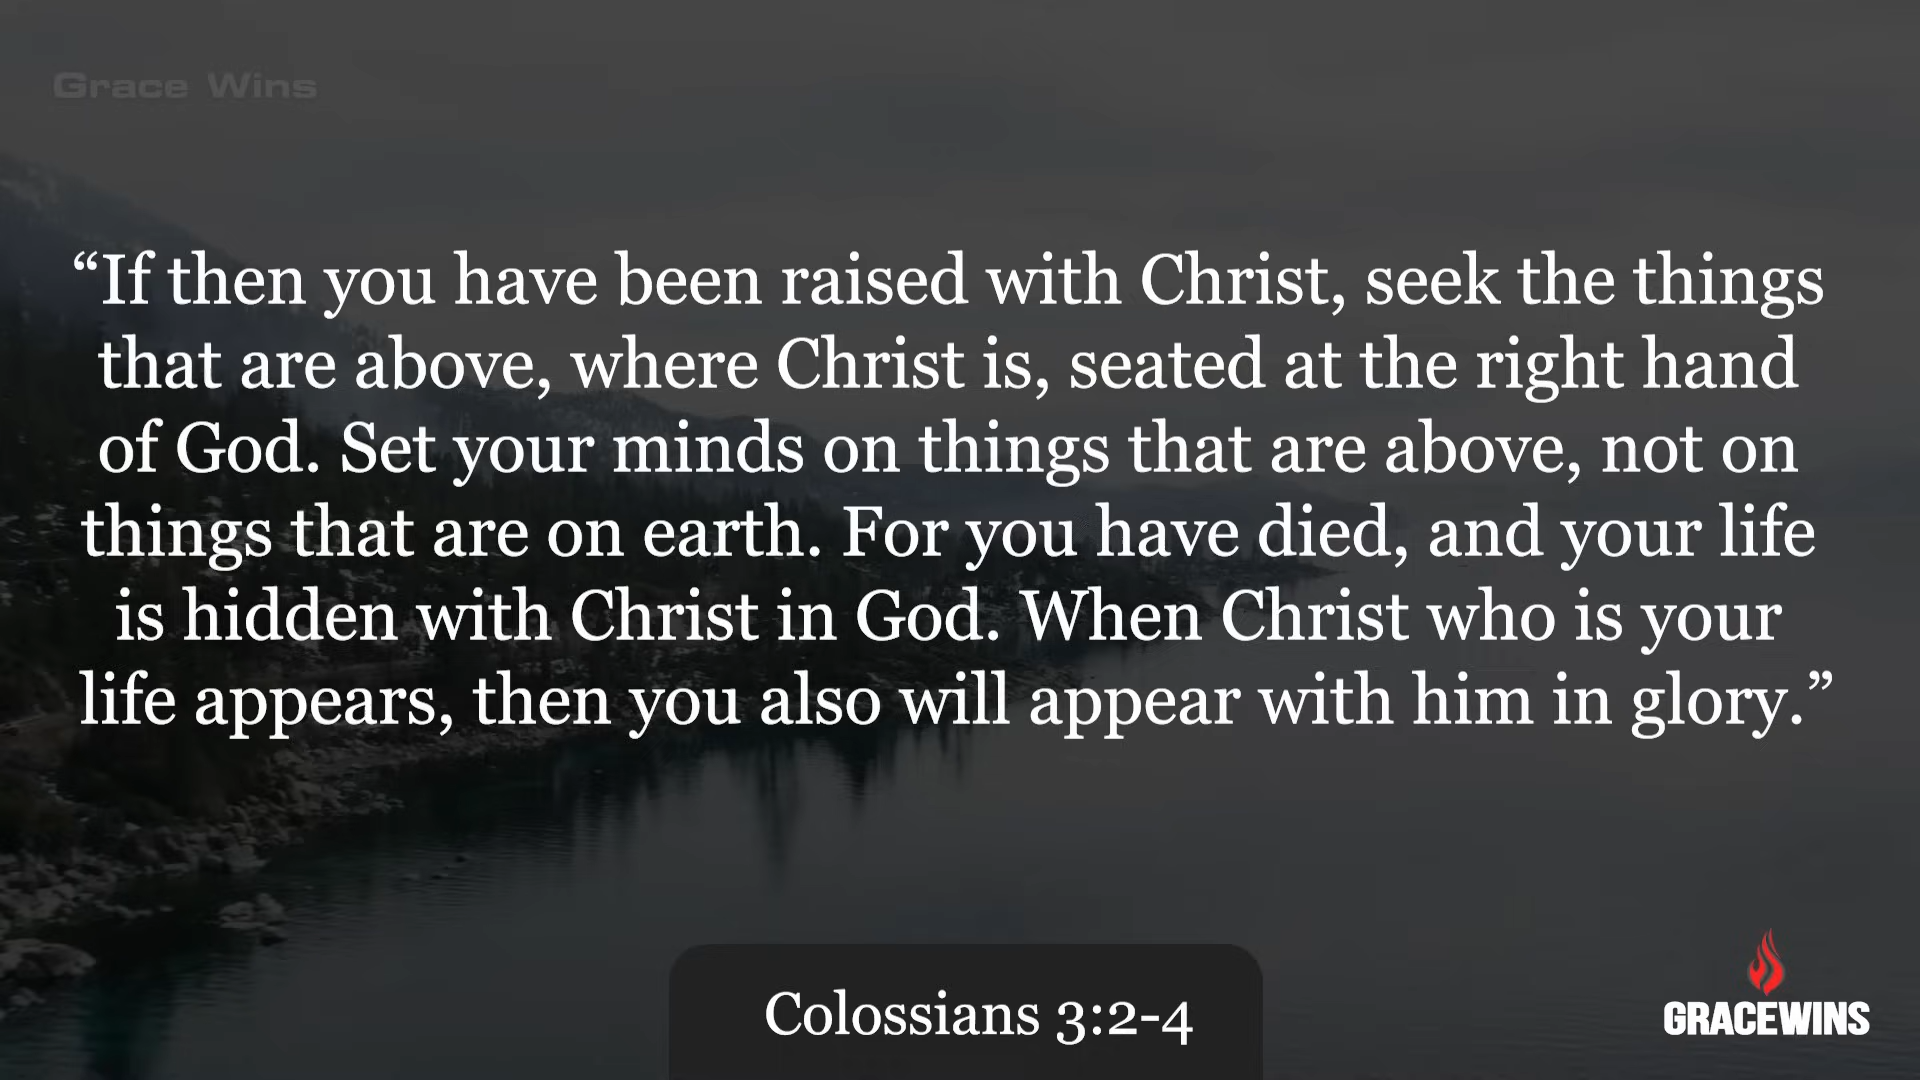 Grace Wins
“If then you have been raised with Christ, seek the things
that are above, where Christ is, seated at the right hand
of God. Set your minds on things that are above, not on
things that are on earth. For you have died, and your life
is hidden with Christ in God. When Christ who is your
life appears, then you also will appear with him in glory.”
Colossians 3:2-4
GRACEWINS